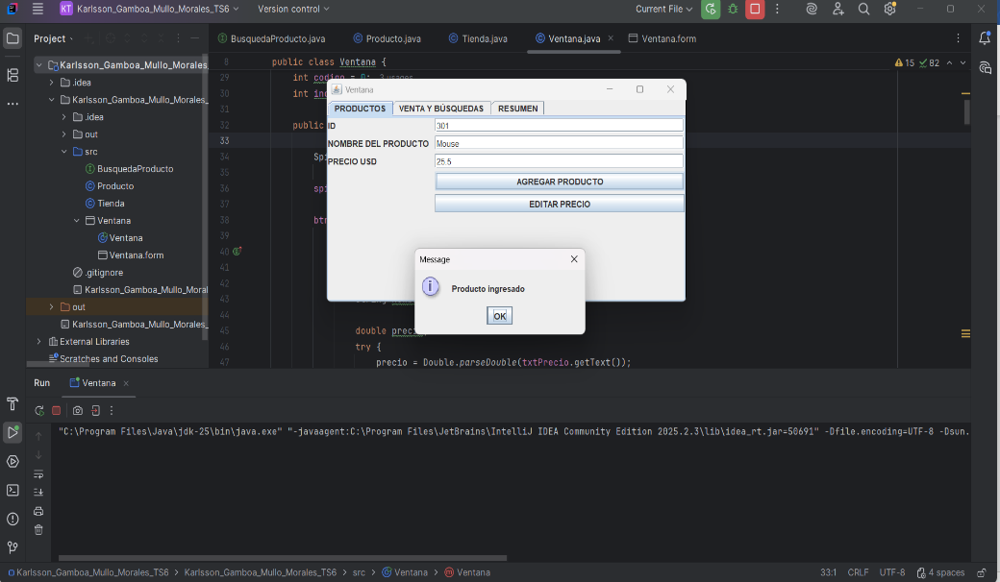 KT Karlsson_Gamboa_Mullo_Morales_TS6 Version control Current File
Project
BusquedaProducto.java Producto.java Tienda.java Ventana.java Ventana.form
Karlsson_Gamboa_Mullo_Morales_
.idea
Karlsson_Gamboa_Mullo_Morales_
.idea
out
src
BusquedaProducto
Producto
Tienda
Ventana
Ventana
Ventana.form
.gitignore
Karlsson_Gamboa_Mullo_Moral
out
Karlsson_Gamboa_Mullo_Morales_
External Libraries
Scratches and Consoles
8 public class Ventana {
15 82
29 int codigo = 0; 3 usages
30 int
31
32 public
33
34
35
36
37
38
39
40
41
42
43
44
45 double precio
46 try {
47 precio = Double.parseDouble(txtPrecio.getText());
Ventana
PRODUCTOS VENTA Y BÚSQUEDAS RESUMEN
ID 301
NOMBRE DEL PRODUCTO Mouse
PRECIO USD 25.5
AGREGAR PRODUCTO
EDITAR PRECIO
Message
Producto ingresado
OK
Run Ventana
"C:\Program Files\Java\jdk-25\bin\java.exe" "-javaagent:C:\Program Files\JetBrains\IntelliJ IDEA Community Edition 2025.2.3\lib\idea_rt.jar=50691" -Dfile.encoding=UTF-8 -Dsun.
Karlsson_Gamboa_Mullo_Morales_TS6 > Karlsson_Gamboa_Mullo_Morales_TS6 > src > Ventana > Ventana 33:1 CRLF UTF-8 4 spaces